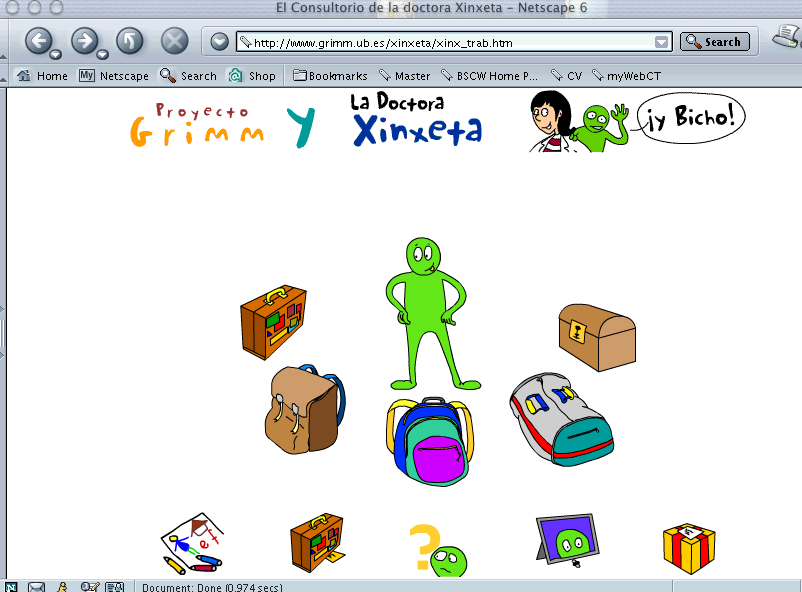 El Consultorio de la doctora Xinxeta - Netscape 6
http://www.grimm.ub.es/xinxeta/xinx_trab.htm
Search
Home My Netscape Search Shop Bookmarks Master BSCW Home P... CV myWebCT
Proyecto
Grimm
y
La Doctora
Xinxeta
¡y Bicho!
?
N
Document: Done (0.974 secs)